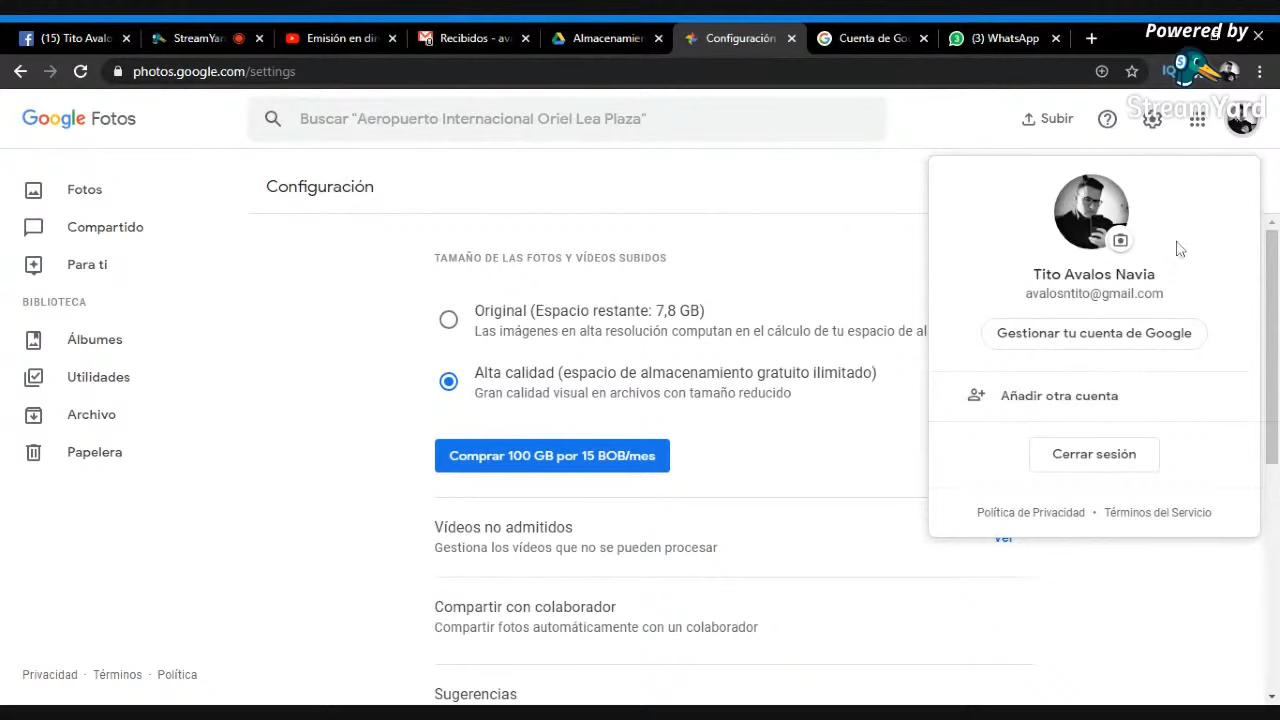 (15) Tito Avalo
StreamYar
Emisión en di
Recibidos - ava
Almacenamie
Configuración
Cuenta de Go
(3) WhatsApp
Powered by
StreamYard
photos.google.com/settings
Google Fotos
Buscar "Aeropuerto Internacional Oriel Lea Plaza"
Subir
Fotos
Compartido
Para ti
BIBLIOTECA
Álbumes
Utilidades
Archivo
Papelera
Privacidad · Términos · Política
Configuración
TAMAÑO DE LAS FOTOS Y VÍDEOS SUBIDOS
Original (Espacio restante: 7,8 GB)
Las imágenes en alta resolución computan en el cálculo de tu espacio de al
Alta calidad (espacio de almacenamiento gratuito ilimitado)
Gran calidad visual en archivos con tamaño reducido
Comprar 100 GB por 15 BOB/mes
Vídeos no admitidos
Gestiona los vídeos que no se pueden procesar
Ver
Compartir con colaborador
Compartir fotos automáticamente con un colaborador
Sugerencias
Tito Avalos Navia
avalosntito@gmail.com
Gestionar tu cuenta de Google
Añadir otra cuenta
Cerrar sesión
Política de Privacidad · Términos del Servicio